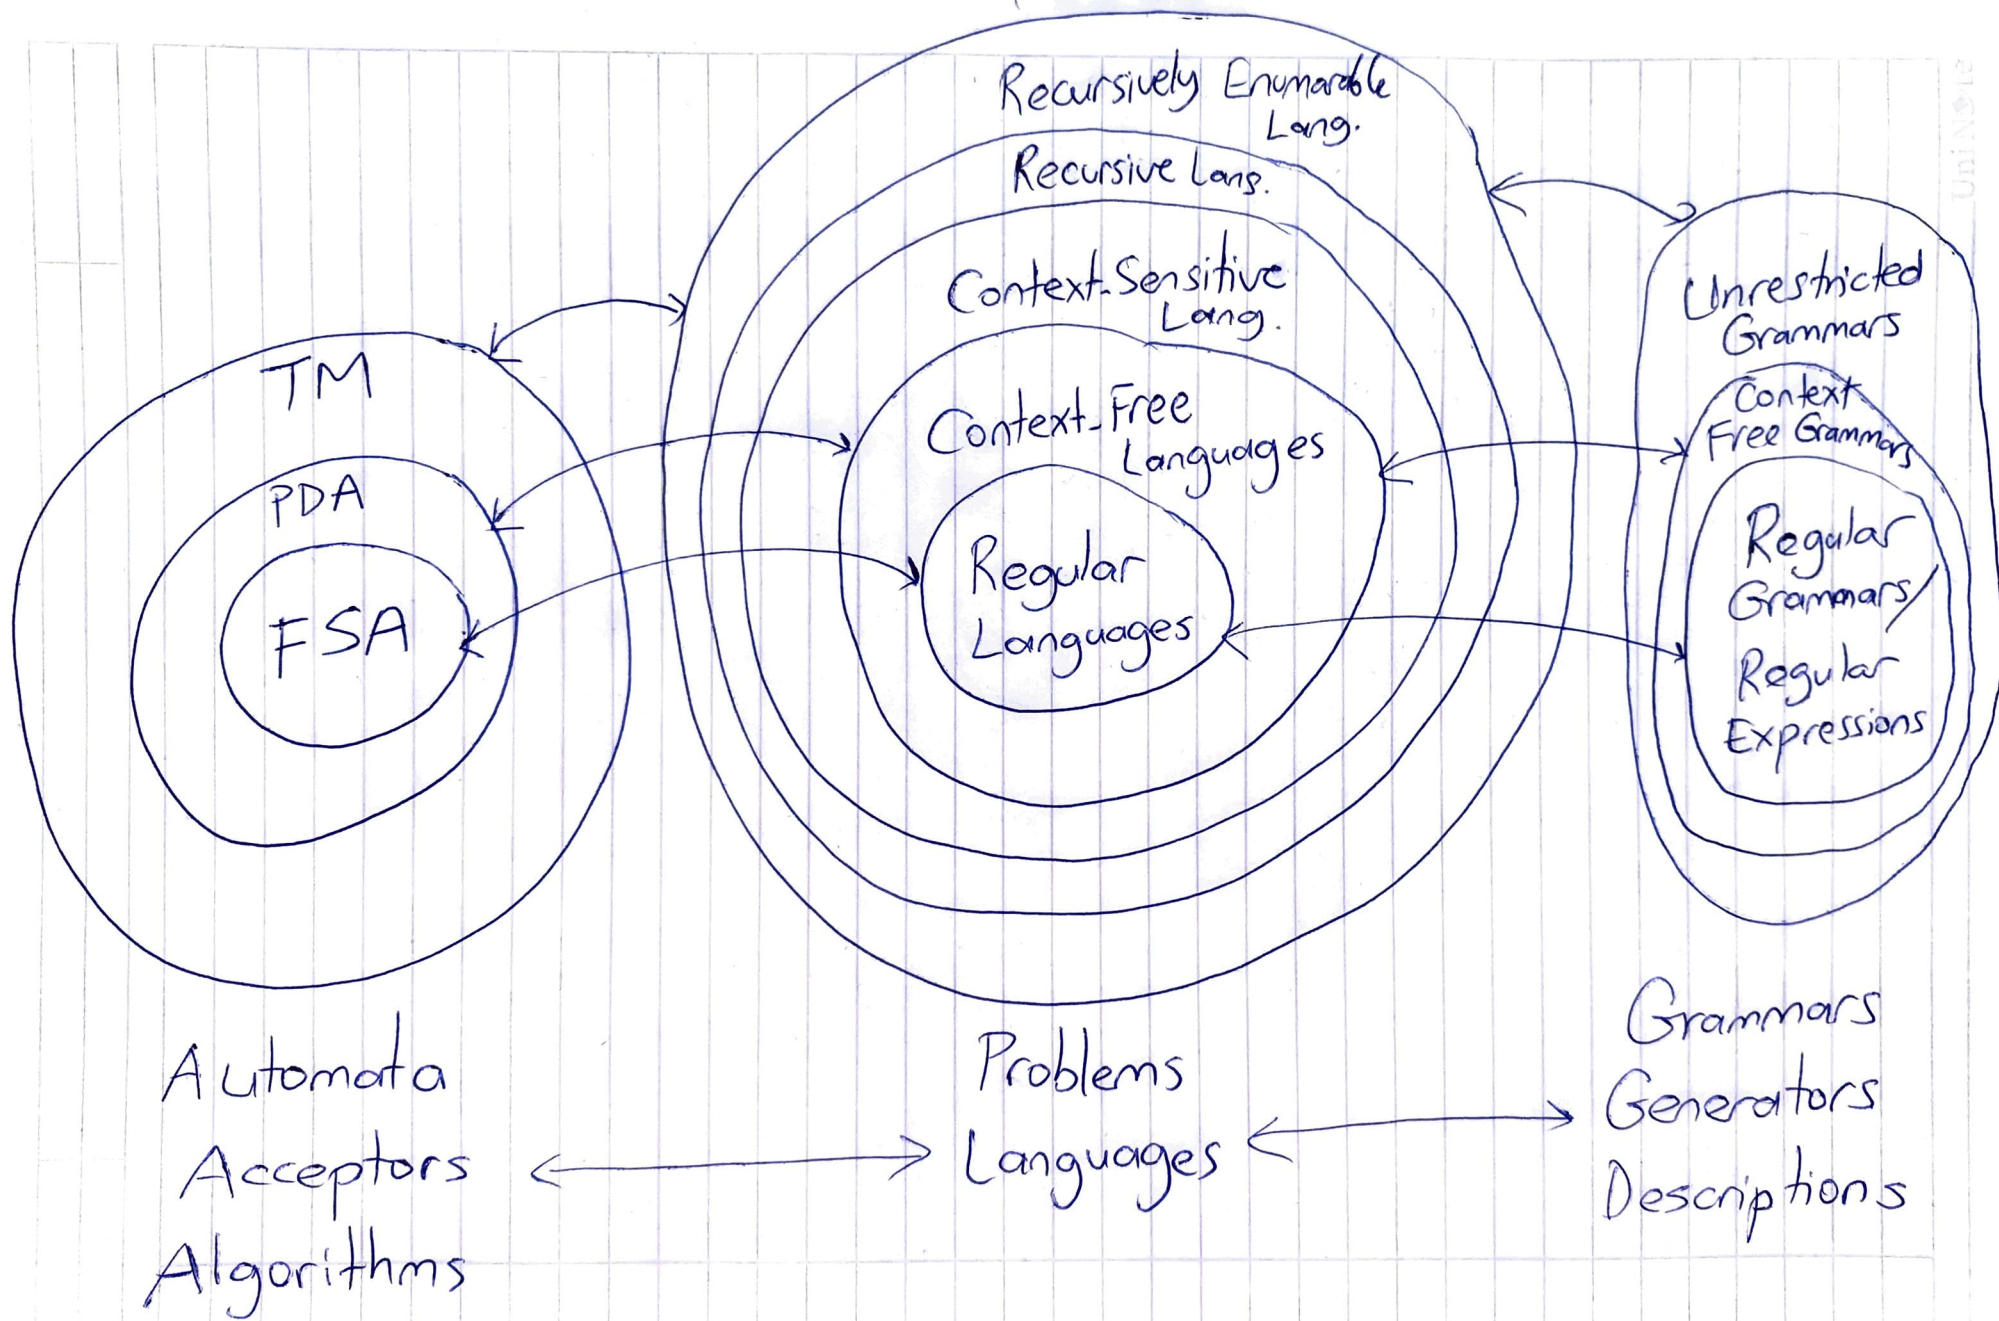 TM
PDA
FSA
Recursively Enumarable
Lang.
Recursive Lang.
Context-Sensitive
Lang.
Context-Free
Languages
Regular
Languages
Unrestricted
Grammars
Context
Free Grammars
Regular
Grammars/
Regular
Expressions
Automata
Acceptors
Algorithms
Problems
Languages
Grammars
Generators
Descriptions